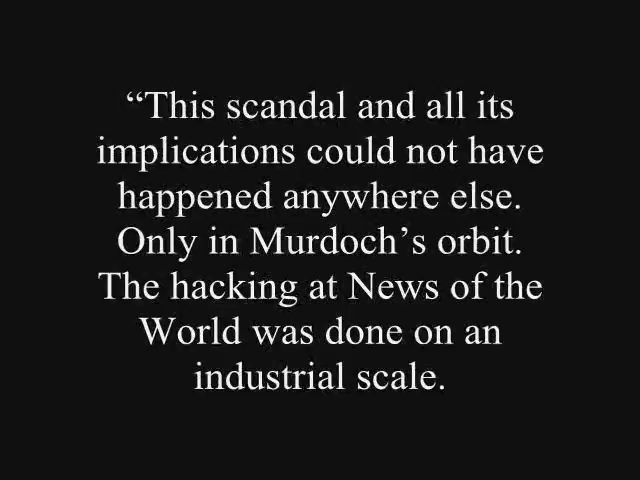 “This scandal and all its
implications could not have
happened anywhere else.
Only in Murdoch’s orbit.
The hacking at News of the
World was done on an
industrial scale.